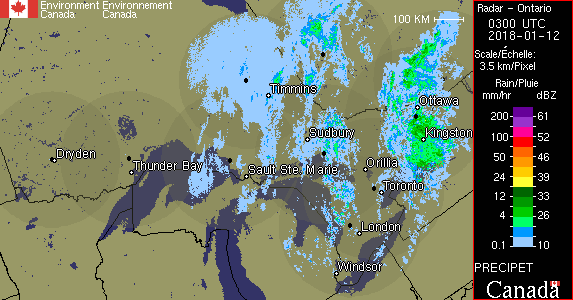 Environment Environnement
Canada Canada
100 KM
Timmins
Ottawa
Sudbury
Kingston
Dryden
Thunder Bay
Sault Ste. Marie
Orillia
Toronto
London
Windsor
Radar - Ontario
0300 UTC
2018-01-12
Scale/Échelle:
3.5 km/Pixel
Rain/Pluie
mm/hr dBZ
200 61
100 52
50 46
24 39
12 33
4 26
0.1 10
PRECIPET
Canada